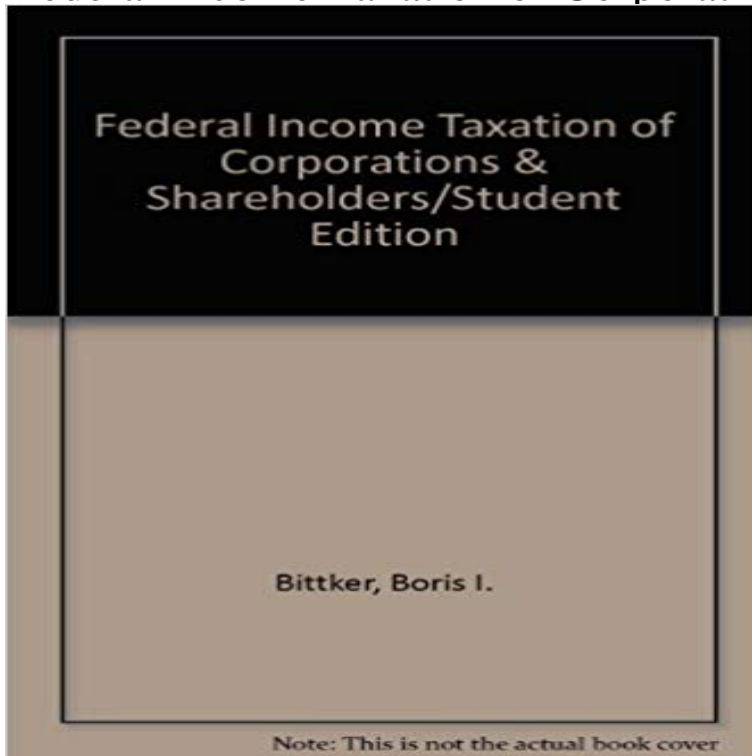 Federal Income Taxation of
Corporations &
Shareholders/Student
Edition
Bittker, Boris I.
Note: This is not the actual book cover